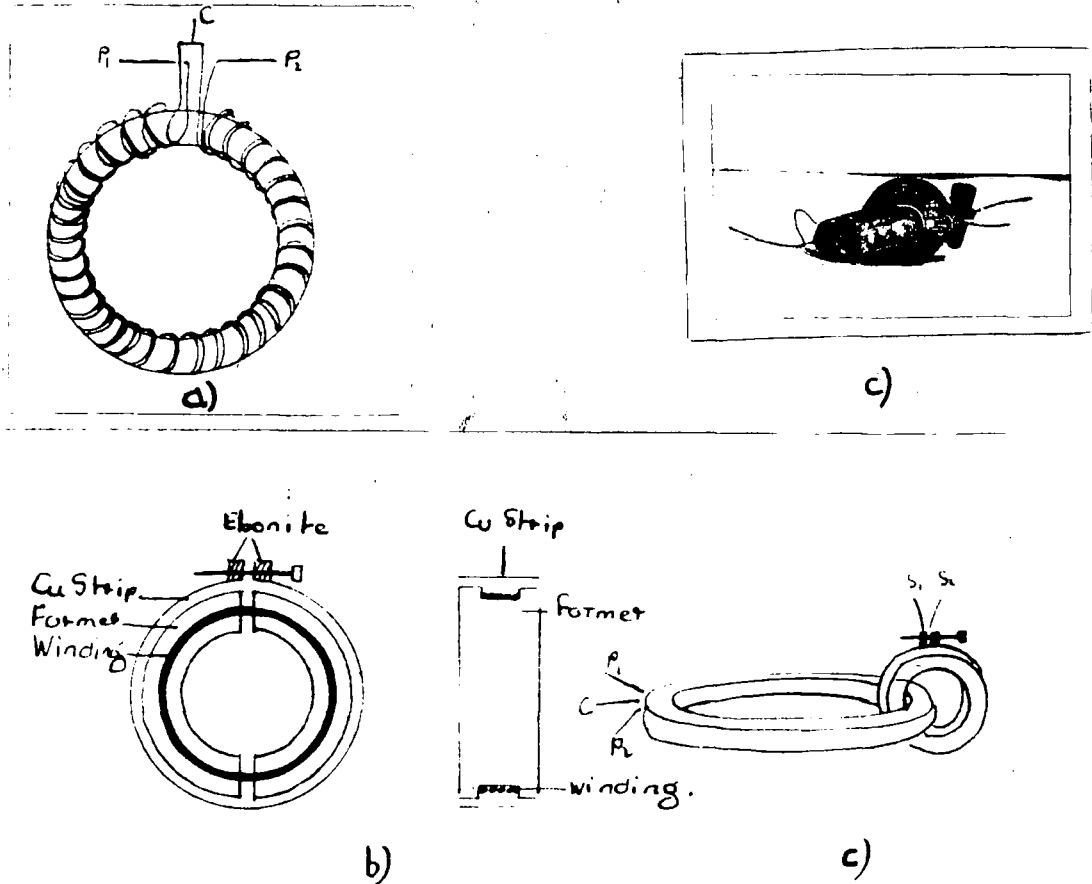 C
P₁ P₂
a)
c)
Ebonite
Cu Strip
Former
Winding
Cu Strip
Former
Winding.
b)
S₁ S₂
P₁
C
P₂
c)